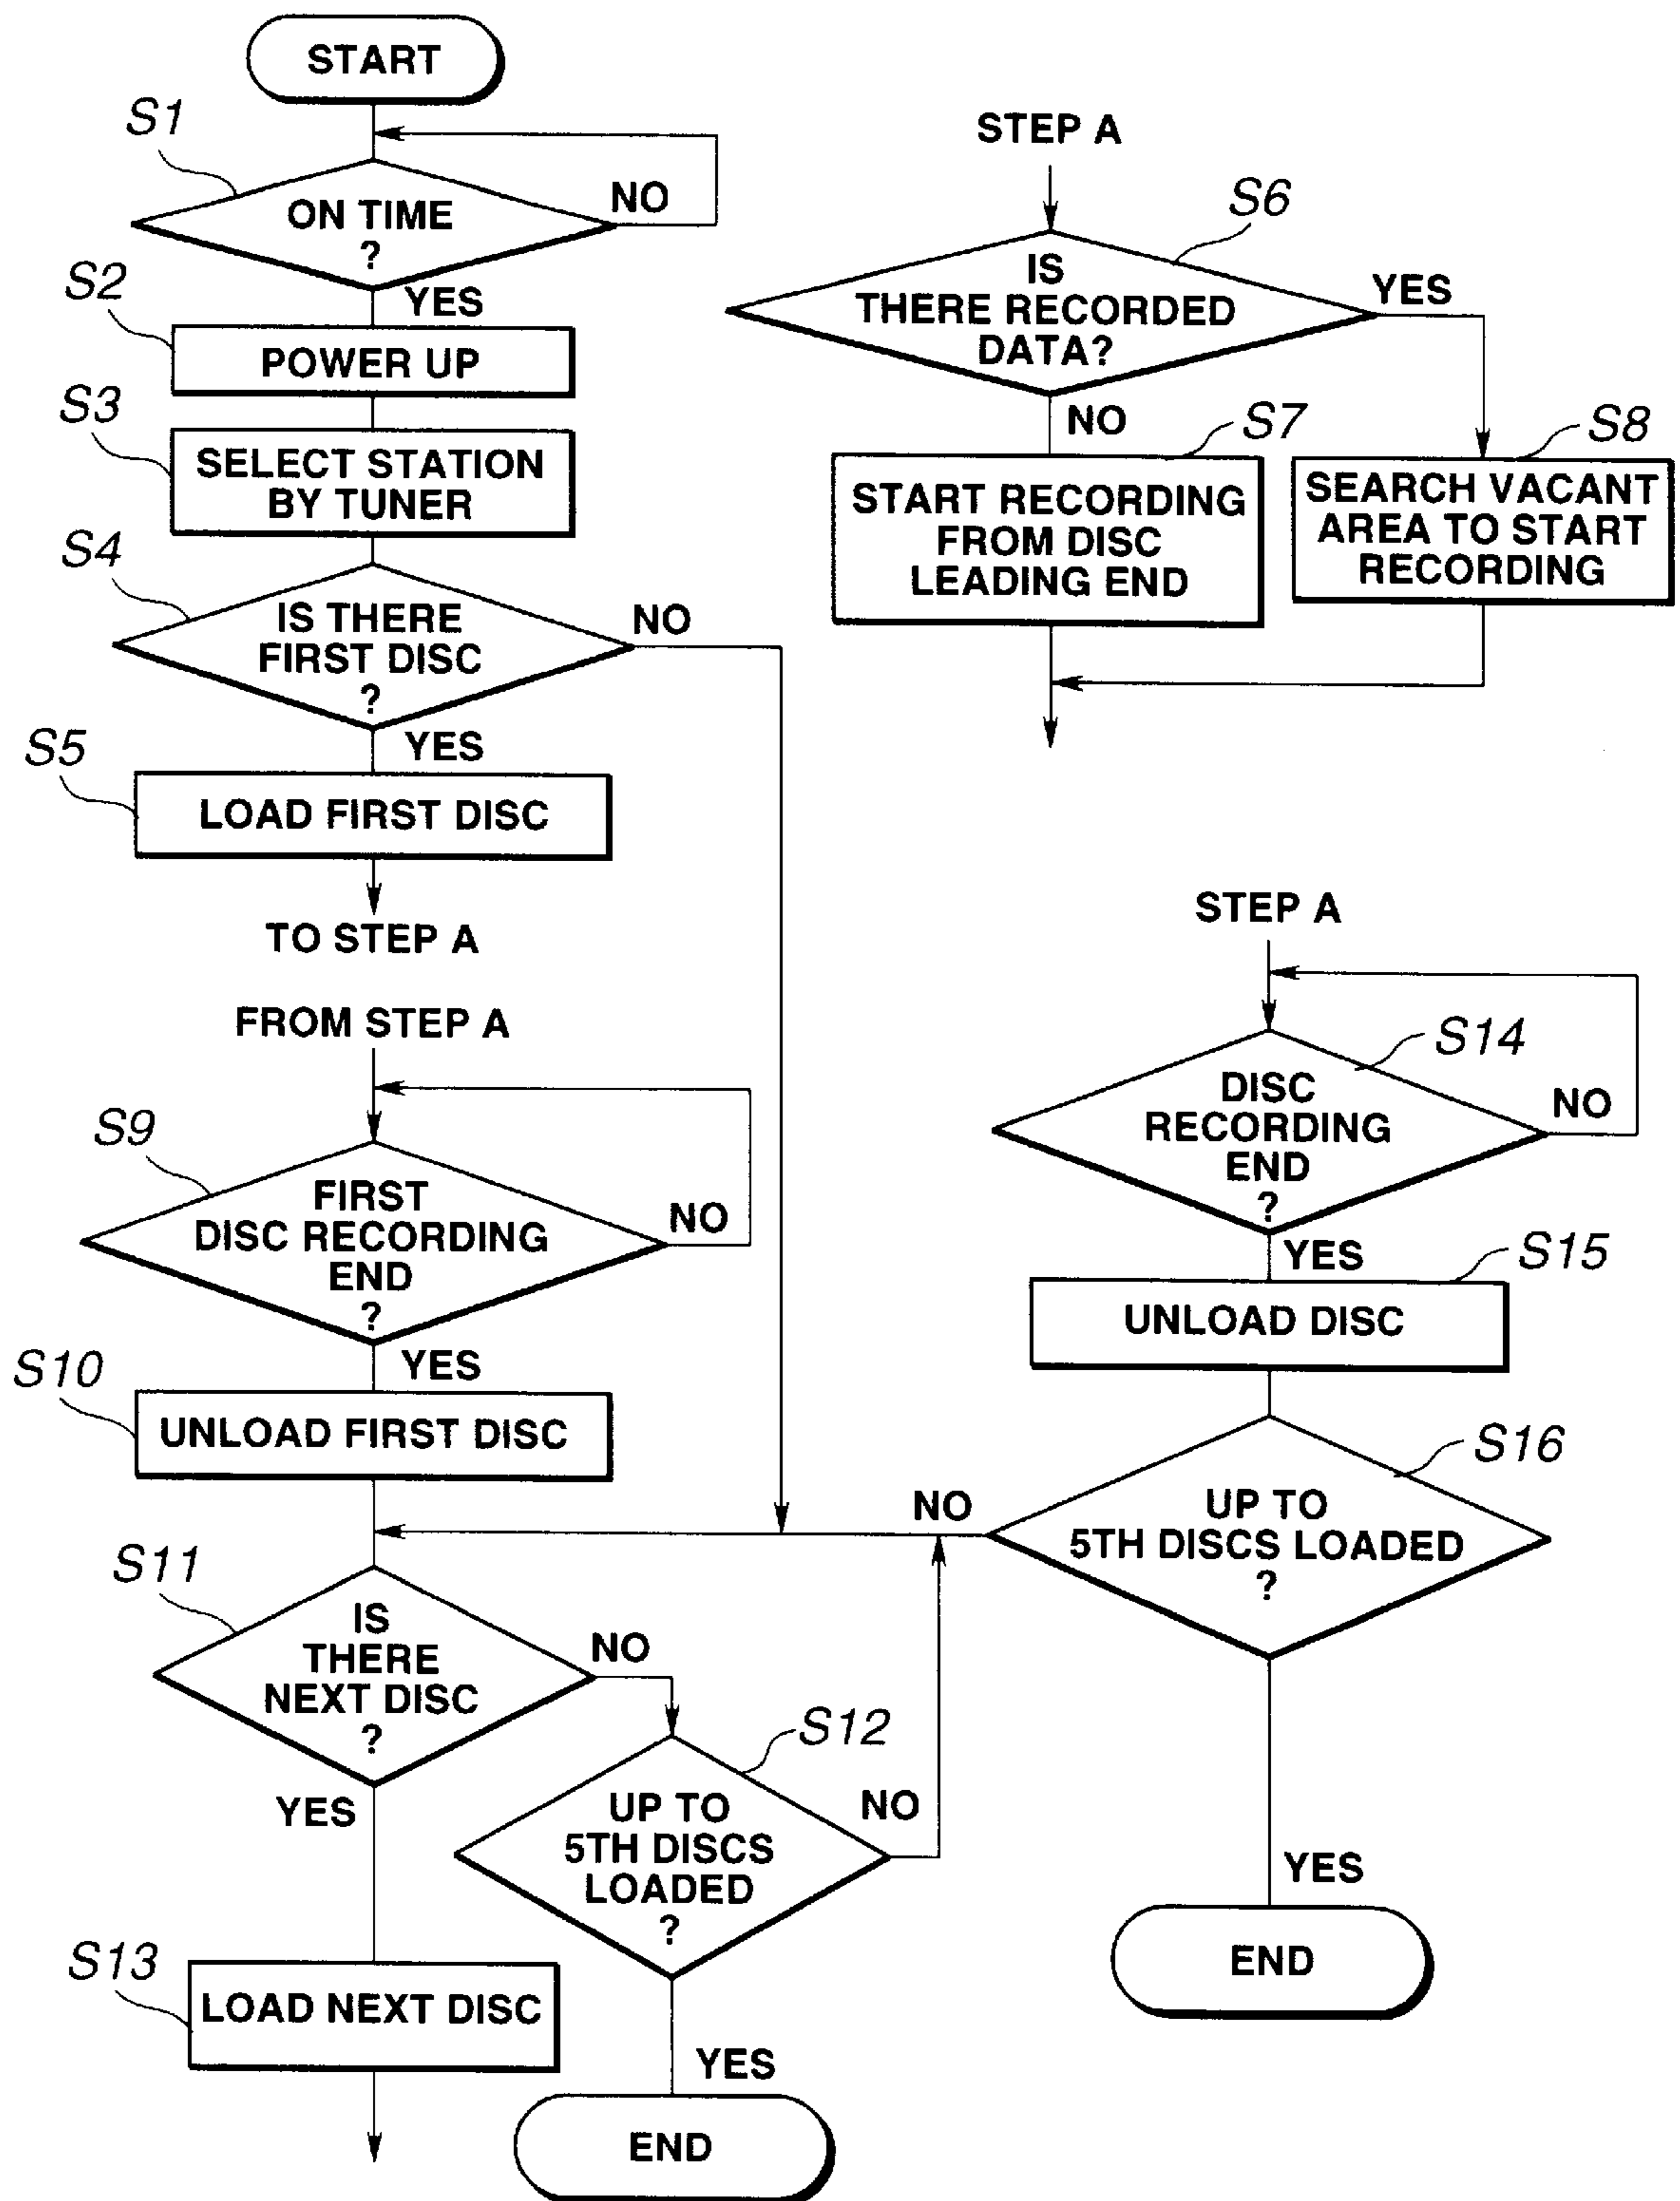 START
S1
ON TIME
?
NO
YES
S2
POWER UP
S3
SELECT STATION
BY TUNER
S4
IS THERE
FIRST DISC
?
NO
YES
S5
LOAD FIRST DISC
TO STEP A
STEP A
S6
IS
THERE RECORDED
DATA?
YES
NO
S7
START RECORDING
FROM DISC
LEADING END
S8
SEARCH VACANT
AREA TO START
RECORDING
FROM STEP A
S9
FIRST
DISC RECORDING
END
?
NO
YES
S10
UNLOAD FIRST DISC
S11
IS
THERE
NEXT DISC
?
NO
YES
S12
UP TO
5TH DISCS
LOADED
?
NO
YES
END
S13
LOAD NEXT DISC
STEP A
S14
DISC
RECORDING
END
?
NO
YES
S15
UNLOAD DISC
S16
UP TO
5TH DISCS LOADED
?
NO
YES
END